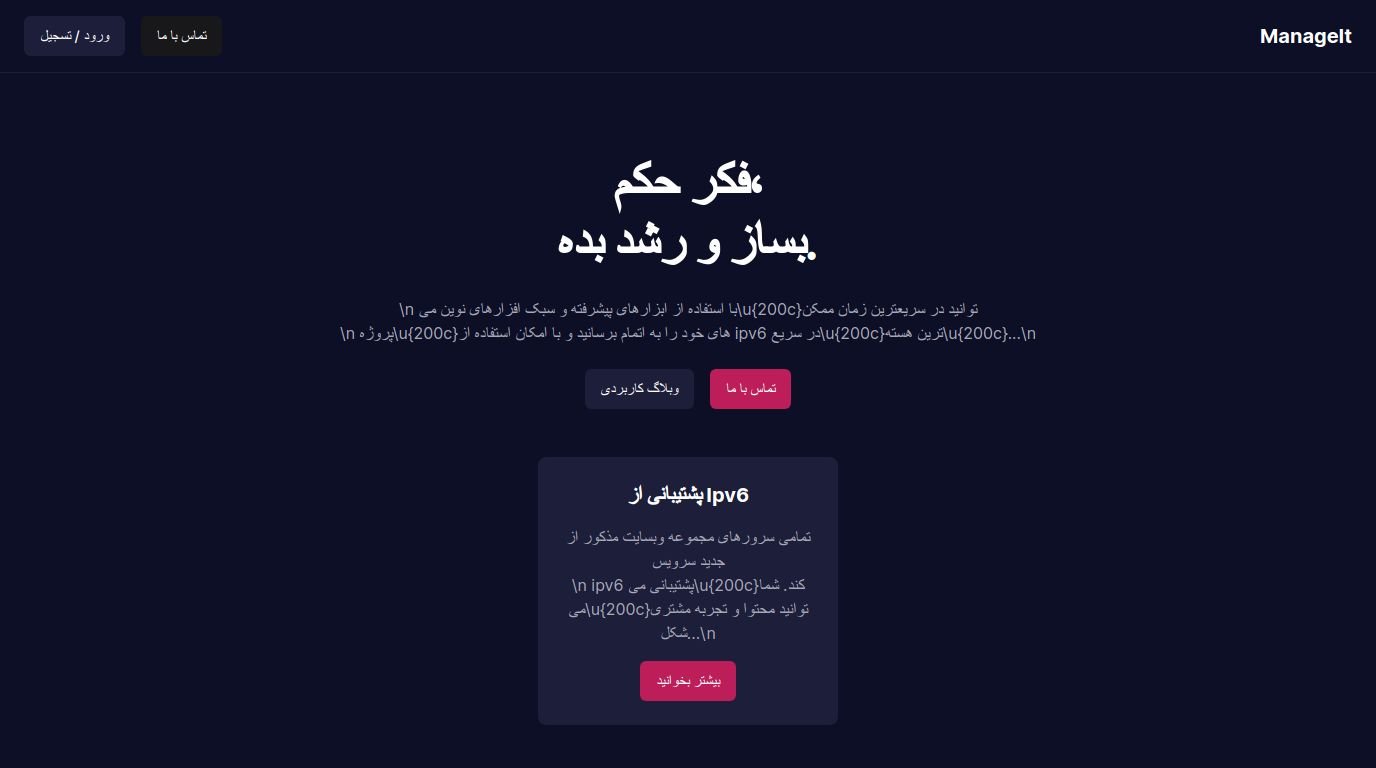 ManageIt
تماس با ما
ورود / تسجیل
فکر حکم،
بساز و رشد بده.
با استفاده از ابزارهای پیشرفته و سبک افزارهای نوین می \n\u{200c}توانید در سریعترین زمان ممکن
\n پروژه\u{200c}های خود را به اتمام برسانید و با امکان استفاده از ipv6 در سریع\u{200c}ترین هسته\u{200c}...\n
تماس با ما
وبلاگ کاربردی
پشتیبانی از Ipv6
تمامی سرورهای مجموعه وبسایت مذکور از
جدید سرویس
\n ipv6 پشتیبانی می\u{200c}کند. شما
می\u{200c}توانید محتوا و تجربه مشتری
شکل...\n
بیشتر بخوانید